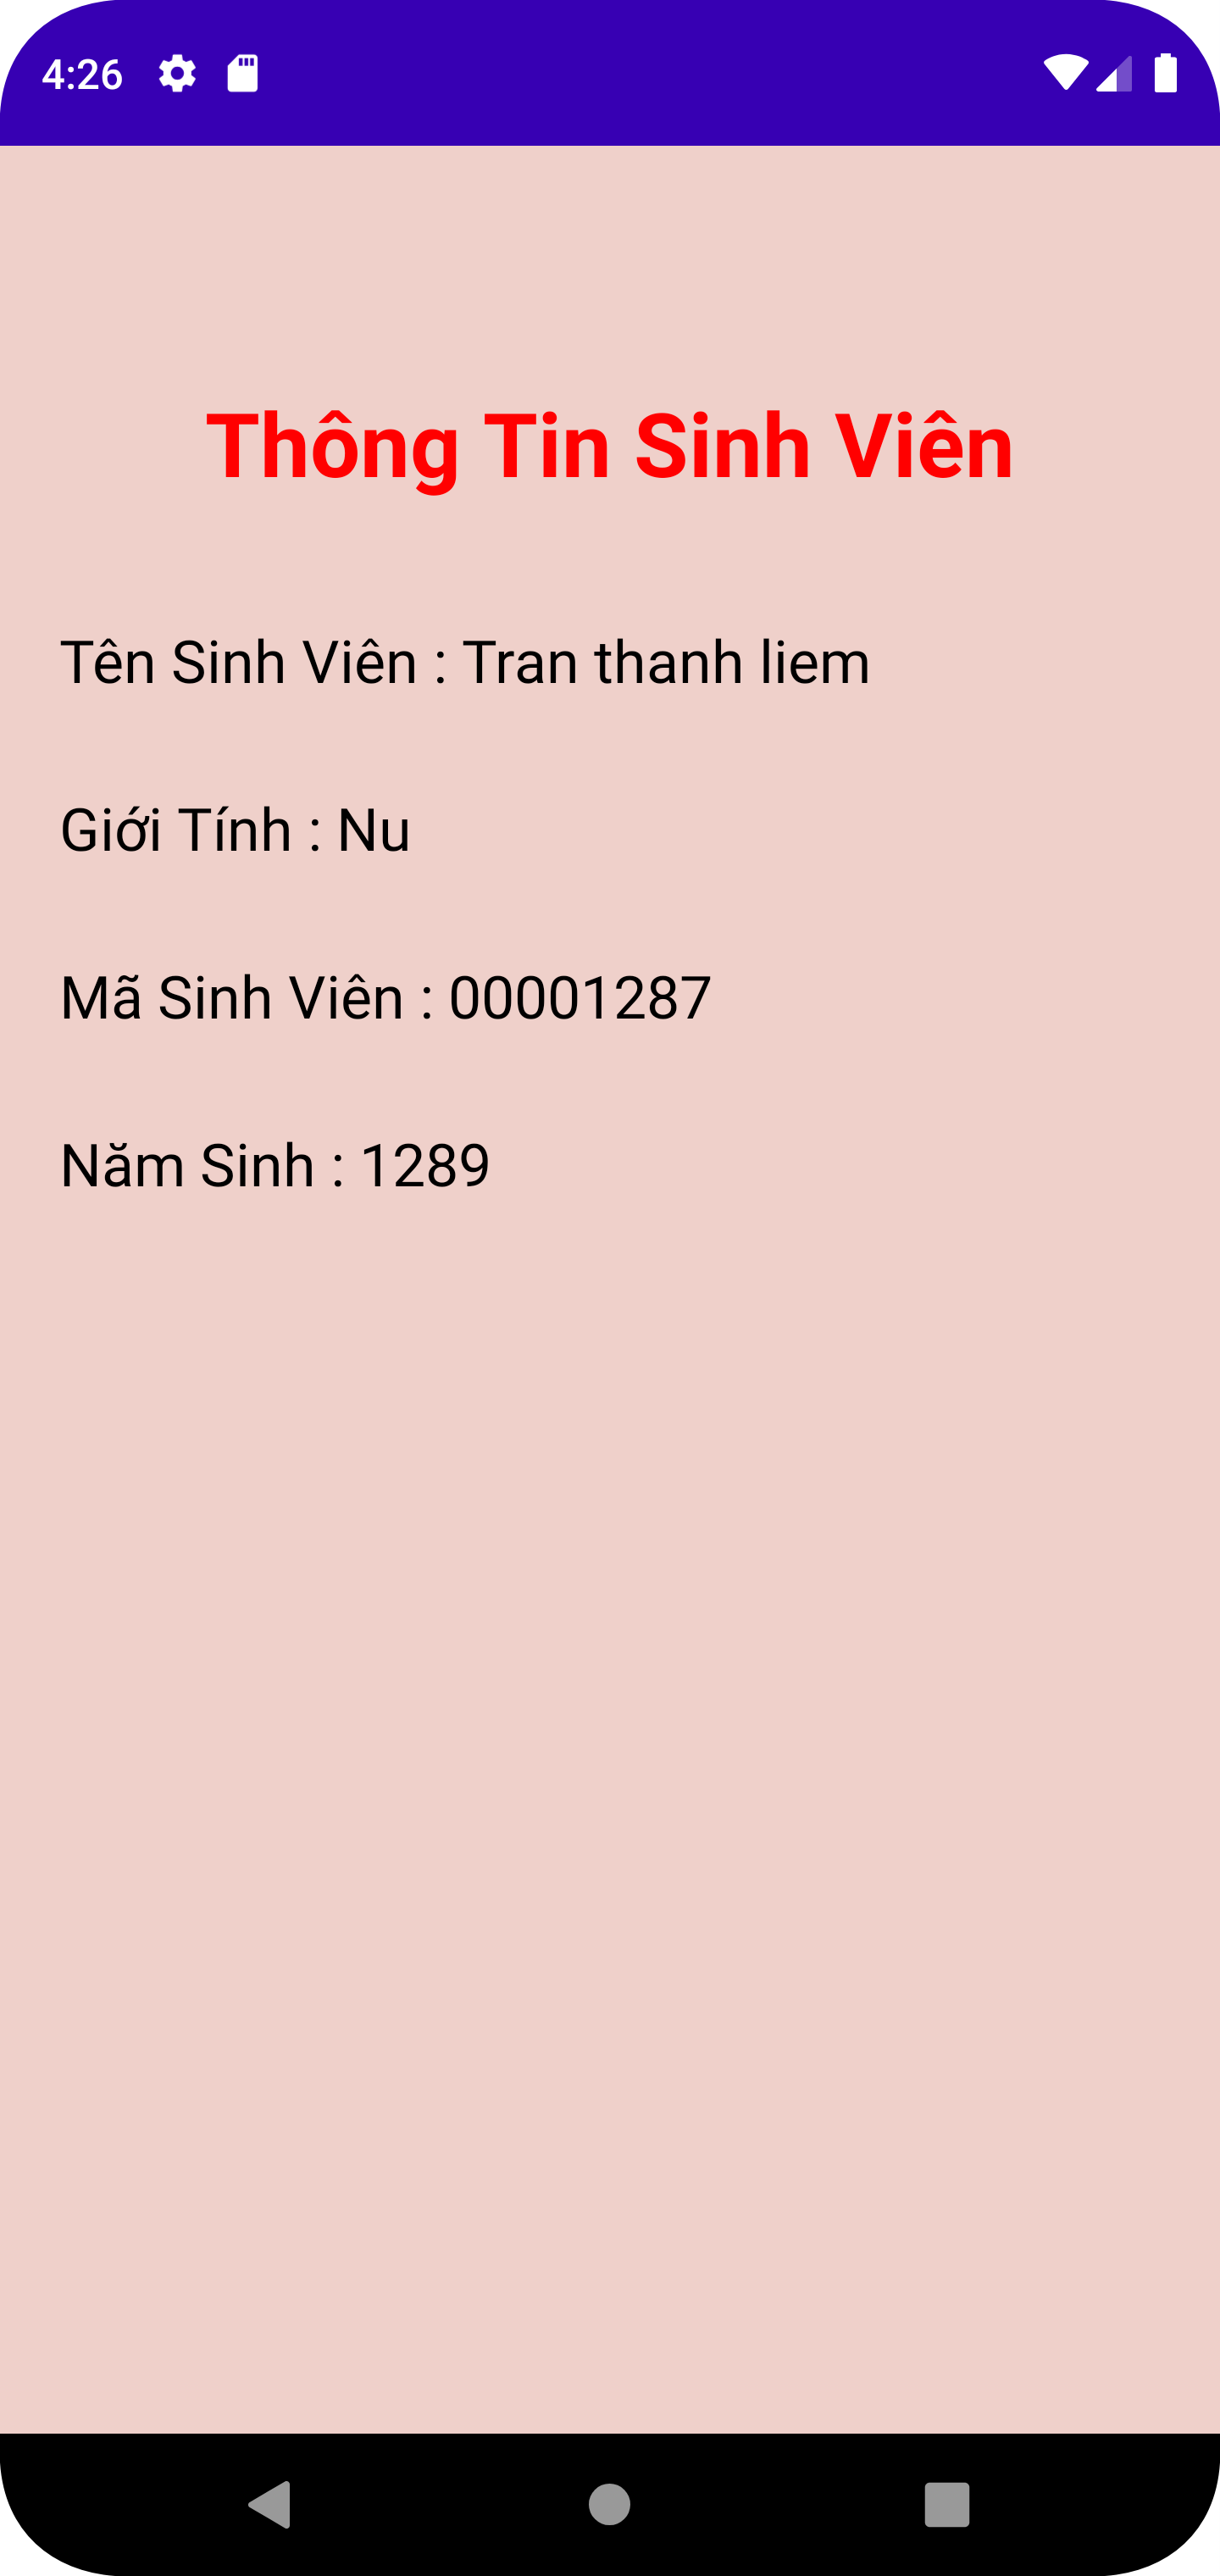 4:26
Thông Tin Sinh Viên
Tên Sinh Viên : Tran thanh liem
Giới Tính : Nu
Mã Sinh Viên : 00001287
Năm Sinh : 1289